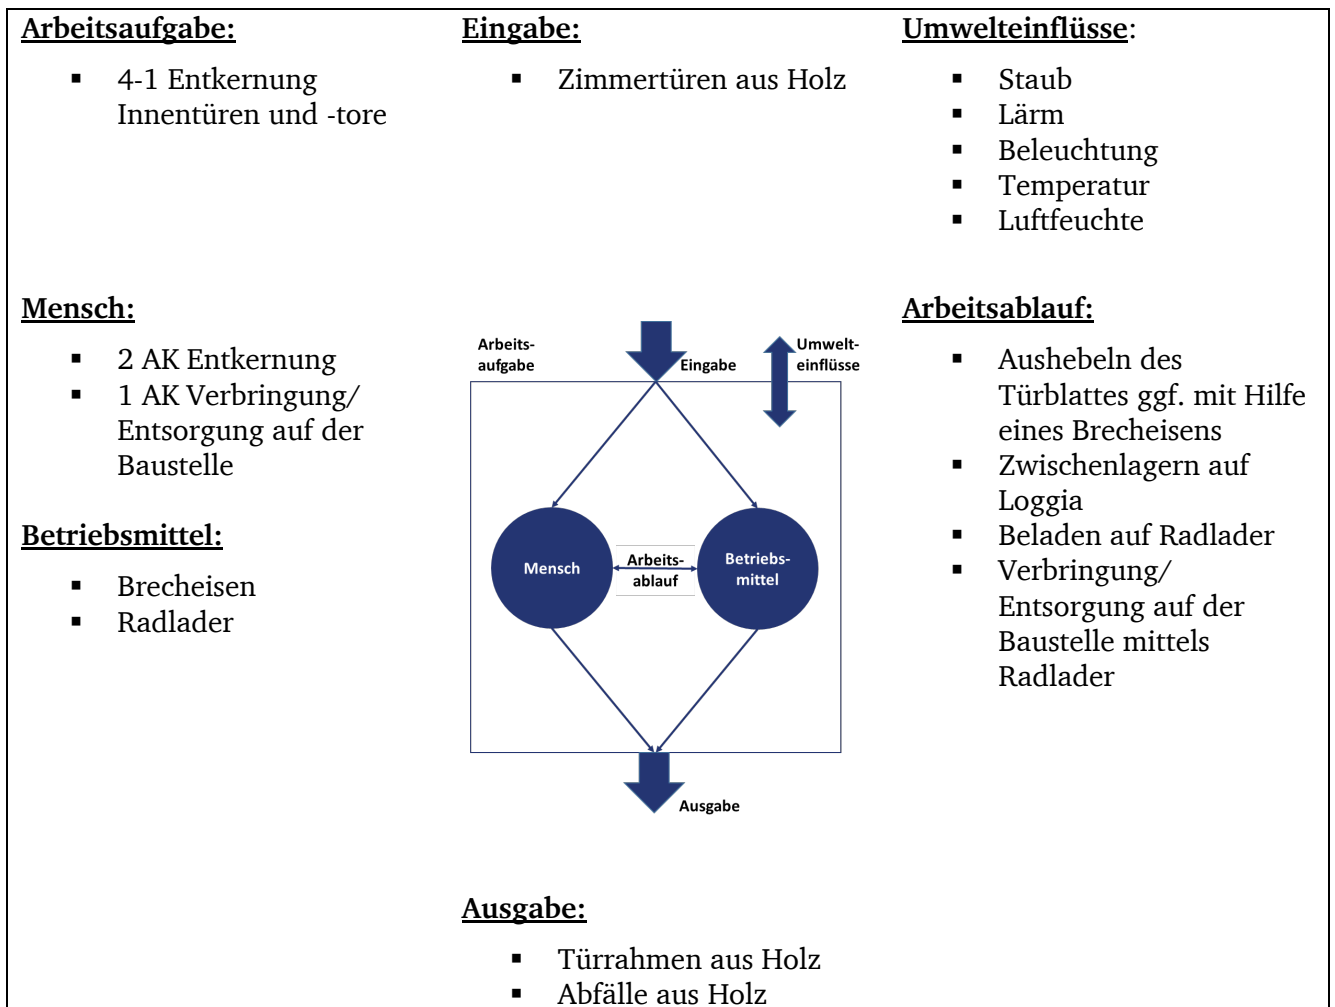 Arbeitsaufgabe:
▪ 4-1 Entkernung
Innentüren und -tore
Eingabe:
▪ Zimmertüren aus Holz
Umwelteinflüsse:
▪ Staub
▪ Lärm
▪ Beleuchtung
▪ Temperatur
▪ Luftfeuchte
Mensch:
▪ 2 AK Entkernung
▪ 1 AK Verbringung/
Entsorgung auf der
Baustelle
Betriebsmittel:
▪ Brecheisen
▪ Radlader
Arbeits-
aufgabe
Eingabe
Umwelt-
einflüsse
Mensch
Arbeits-
ablauf
Betriebs-
mittel
Ausgabe
Arbeitsablauf:
▪ Aushebeln des
Türblattes ggf. mit Hilfe
eines Brecheisens
▪ Zwischenlagern auf
Loggia
▪ Beladen auf Radlader
▪ Verbringung/
Entsorgung auf der
Baustelle mittels
Radlader
Ausgabe:
▪ Türrahmen aus Holz
▪ Abfälle aus Holz